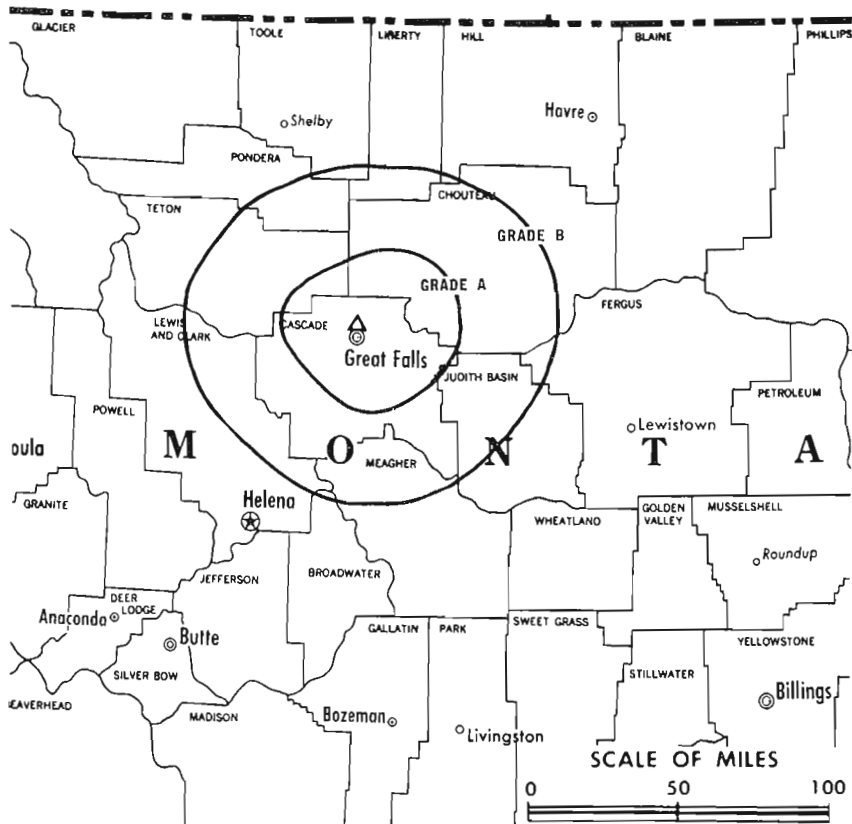 GLACIER
TOOLE
LIBERTY
HILL
BLAINE
PHILLIPS
Shelby
Havre
PONDERA
CHOUTEAU
TETON
GRADE B
GRADE A
FERGUS
LEWIS
AND CLARK
CASCADE
Great Falls
JUDITH BASIN
PETROLEUM
POWELL
Lewistown
oula
M O N T A
MEAGHER
Helena
GRANITE
WHEATLAND
GOLDEN
VALLEY
MUSSELSHELL
Roundup
JEFFERSON
BROADWATER
DEER
LODGE
Anaconda
Butte
GALLATIN
PARK
SWEET GRASS
YELLOWSTONE
SILVER BOW
STILLWATER
EAVERHEAD
MADISON
Bozeman
Livingston
Billings
SCALE OF MILES
0 50 100